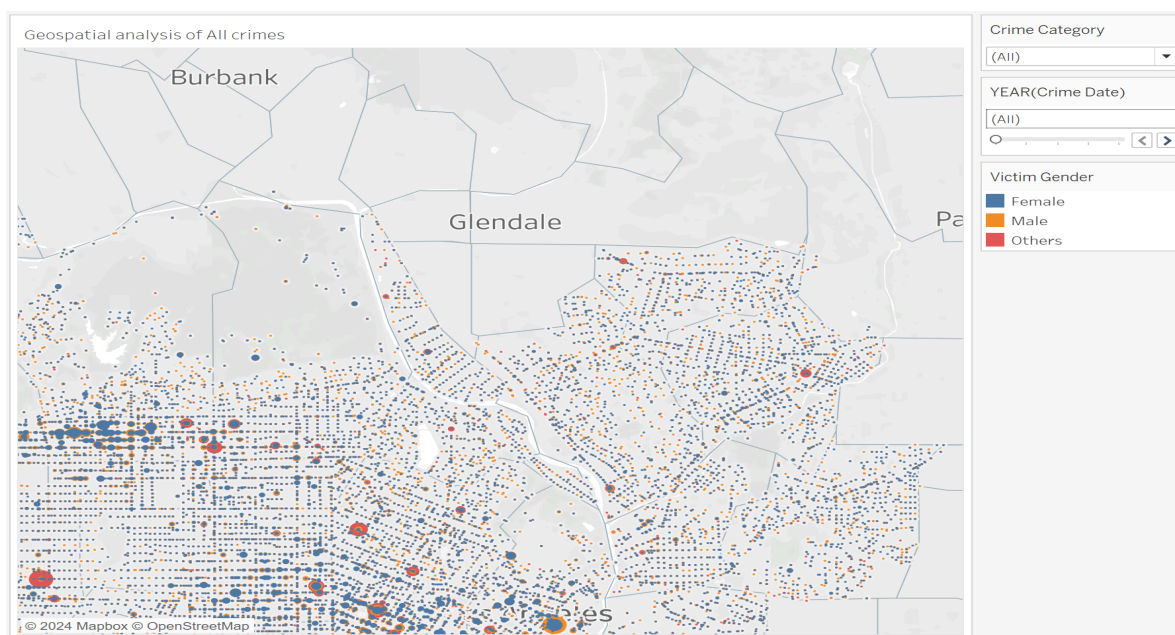 Geospatial analysis of All crimes
Burbank
Glendale
Pa
© 2024 Mapbox © OpenStreetMap
Crime Category
(All)
YEAR(Crime Date)
(All)
Victim Gender
Female
Male
Others